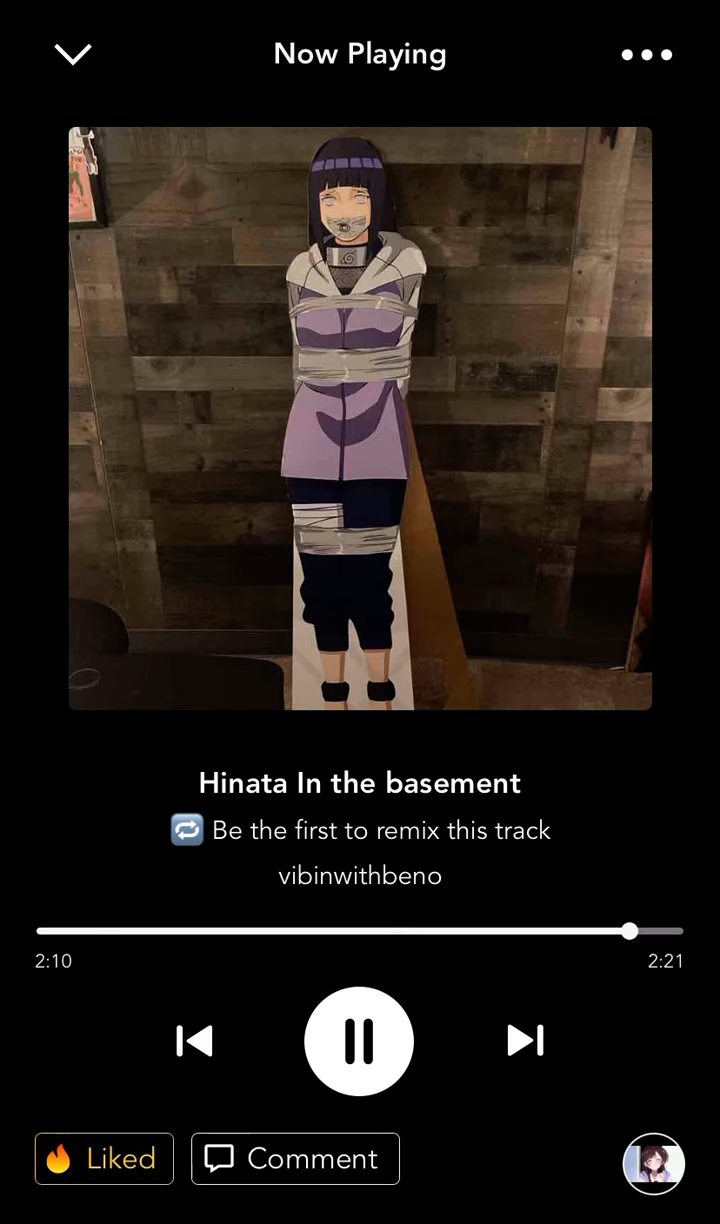 Now Playing
Hinata In the basement
🔁 Be the first to remix this track
vibinwithbeno
2:10
2:21
🔥 Liked
Comment